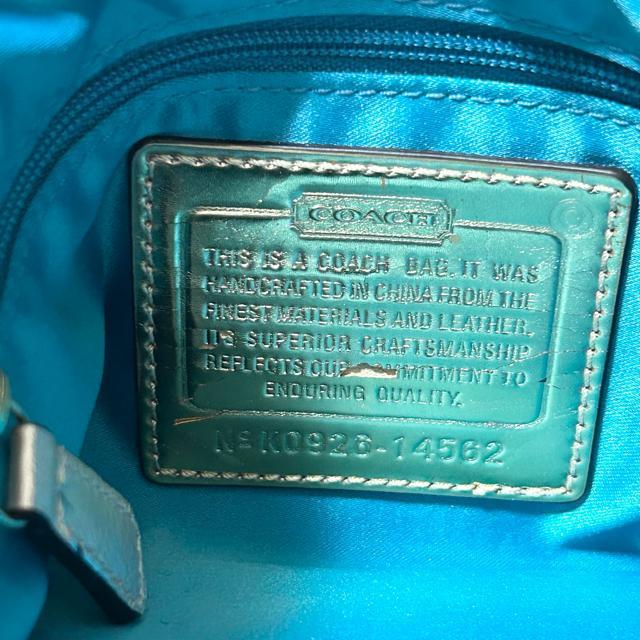 COACH
THIS IS A COACH BAG. IT WAS
HANDCRAFTED IN CHINA FROM THE
FINEST MATERIALS AND LEATHER.
IT'S SUPERIOR CRAFTSMANSHIP
REFLECTS OUR COMMITMENT TO
ENDURING QUALITY.
Nº K0926-14562